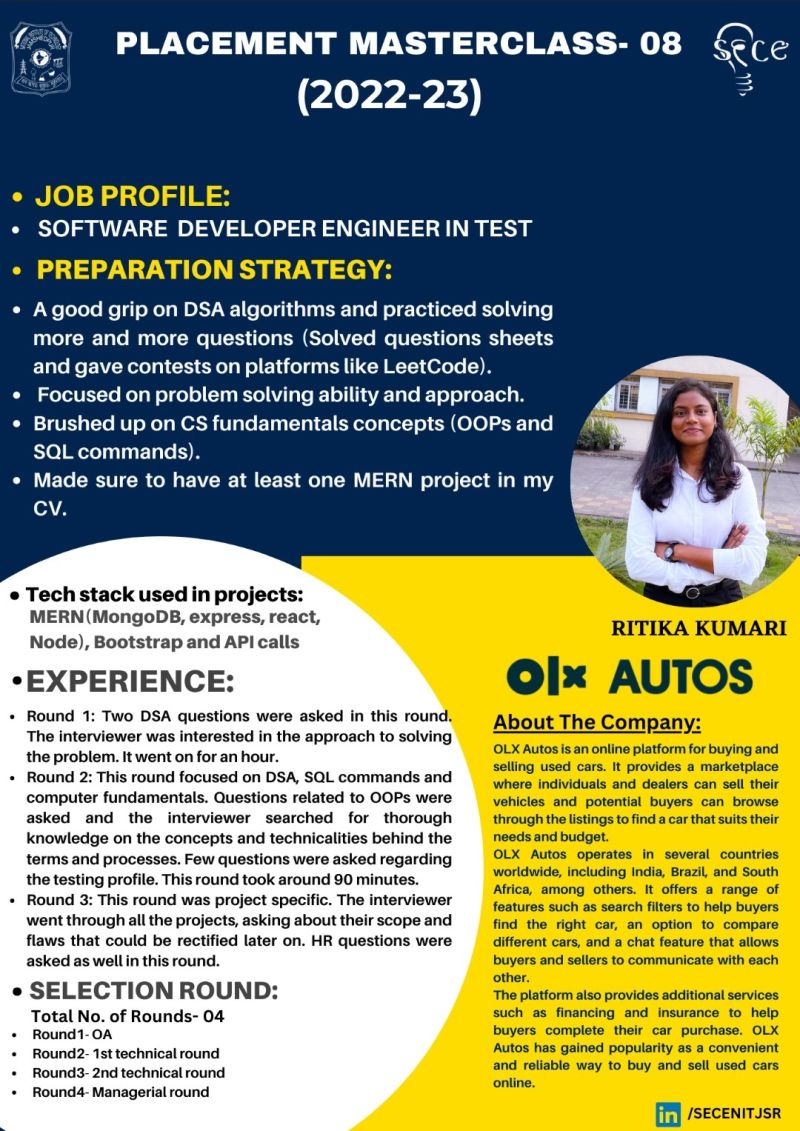 PLACEMENT MASTERCLASS- 08
(2022-23)
sece
• JOB PROFILE:
• SOFTWARE DEVELOPER ENGINEER IN TEST
• PREPARATION STRATEGY:
• A good grip on DSA algorithms and practiced solving
more and more questions (Solved questions sheets
and gave contests on platforms like LeetCode).
• Focused on problem solving ability and approach.
• Brushed up on CS fundamentals concepts (OOPs and
SQL commands).
• Made sure to have at least one MERN project in my
CV.
• Tech stack used in projects:
MERN(MongoDB, express, react,
Node), Bootstrap and API calls
• EXPERIENCE:
• Round 1: Two DSA questions were asked in this round.
The interviewer was interested in the approach to solving
the problem. It went on for an hour.
• Round 2: This round focused on DSA, SQL commands and
computer fundamentals. Questions related to OOPs were
asked and the interviewer searched for thorough
knowledge on the concepts and technicalities behind the
terms and processes. Few questions were asked regarding
the testing profile. This round took around 90 minutes.
• Round 3: This round was project specific. The interviewer
went through all the projects, asking about their scope and
flaws that could be rectified later on. HR questions were
asked as well in this round.
• SELECTION ROUND:
Total No. of Rounds- 04
• Round1- OA
• Round2- 1st technical round
• Round3- 2nd technical round
• Round4- Managerial round
RITIKA KUMARI
olx AUTOS
About The Company:
OLX Autos is an online platform for buying and
selling used cars. It provides a marketplace
where individuals and dealers can sell their
vehicles and potential buyers can browse
through the listings to find a car that suits their
needs and budget.
OLX Autos operates in several countries
worldwide, including India, Brazil, and South
Africa, among others. It offers a range of
features such as search filters to help buyers
find the right car, an option to compare
different cars, and a chat feature that allows
buyers and sellers to communicate with each
other.
The platform also provides additional services
such as financing and insurance to help
buyers complete their car purchase. OLX
Autos has gained popularity as a convenient
and reliable way to buy and sell used cars
online.
in /SECENITJSR